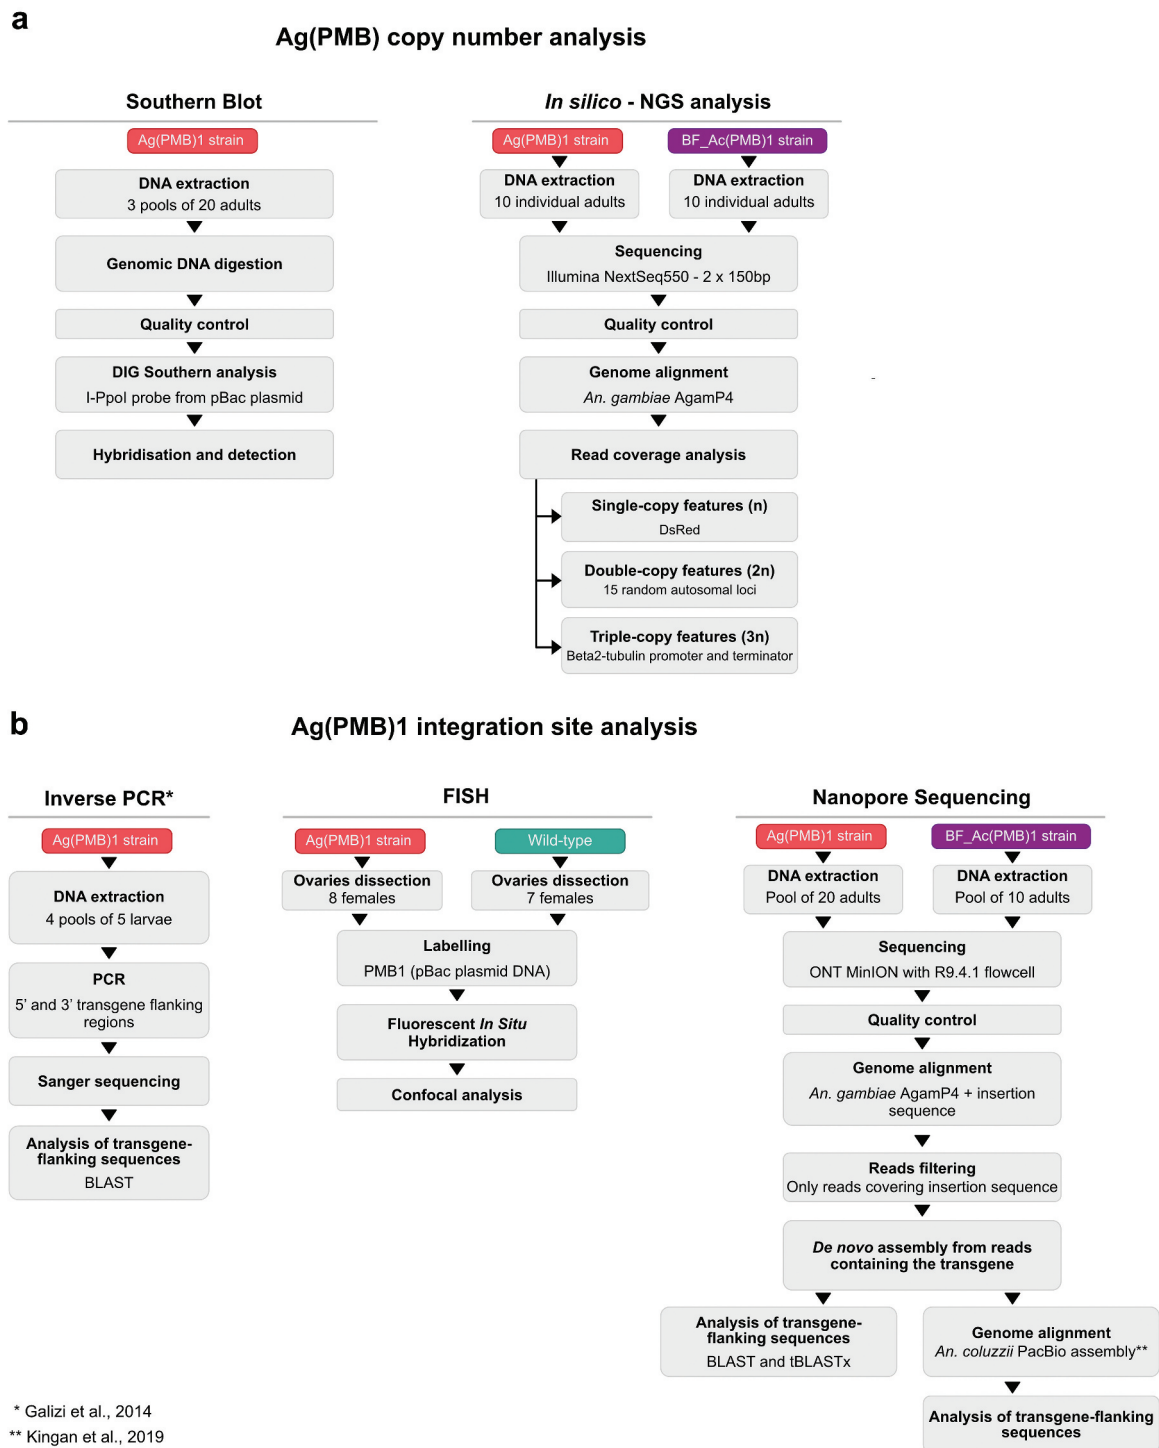 a
Ag(PMB) copy number analysis
Southern Blot
Ag(PMB)1 strain
DNA extraction
3 pools of 20 adults
Genomic DNA digestion
Quality control
DIG Southern analysis
I-PpoI probe from pBac plasmid
Hybridisation and detection
In silico - NGS analysis
Ag(PMB)1 strain
BF_Ac(PMB)1 strain
DNA extraction
10 individual adults
DNA extraction
10 individual adults
Sequencing
Illumina NextSeq550 - 2 x 150bp
Quality control
Genome alignment
An. gambiae AgamP4
Read coverage analysis
Single-copy features (n)
DsRed
Double-copy features (2n)
15 random autosomal loci
Triple-copy features (3n)
Beta2-tubulin promoter and terminator
-
b
Ag(PMB)1 integration site analysis
Inverse PCR*
Ag(PMB)1 strain
DNA extraction
4 pools of 5 larvae
PCR
5' and 3' transgene flanking
regions
Sanger sequencing
Analysis of transgene-
flanking sequences
BLAST
FISH
Ag(PMB)1 strain
Wild-type
Ovaries dissection
8 females
Ovaries dissection
7 females
Labelling
PMB1 (pBac plasmid DNA)
Fluorescent In Situ
Hybridization
Confocal analysis
Nanopore Sequencing
Ag(PMB)1 strain
BF_Ac(PMB)1 strain
DNA extraction
Pool of 20 adults
DNA extraction
Pool of 10 adults
Sequencing
ONT MinION with R9.4.1 flowcell
Quality control
Genome alignment
An. gambiae AgamP4 + insertion
sequence
Reads filtering
Only reads covering insertion sequence
De novo assembly from reads
containing the transgene
Analysis of transgene-
flanking sequences
BLAST and tBLASTx
Genome alignment
An. coluzzii PacBio assembly**
Analysis of transgene-flanking
sequences
* Galizi et al., 2014
** Kingan et al., 2019